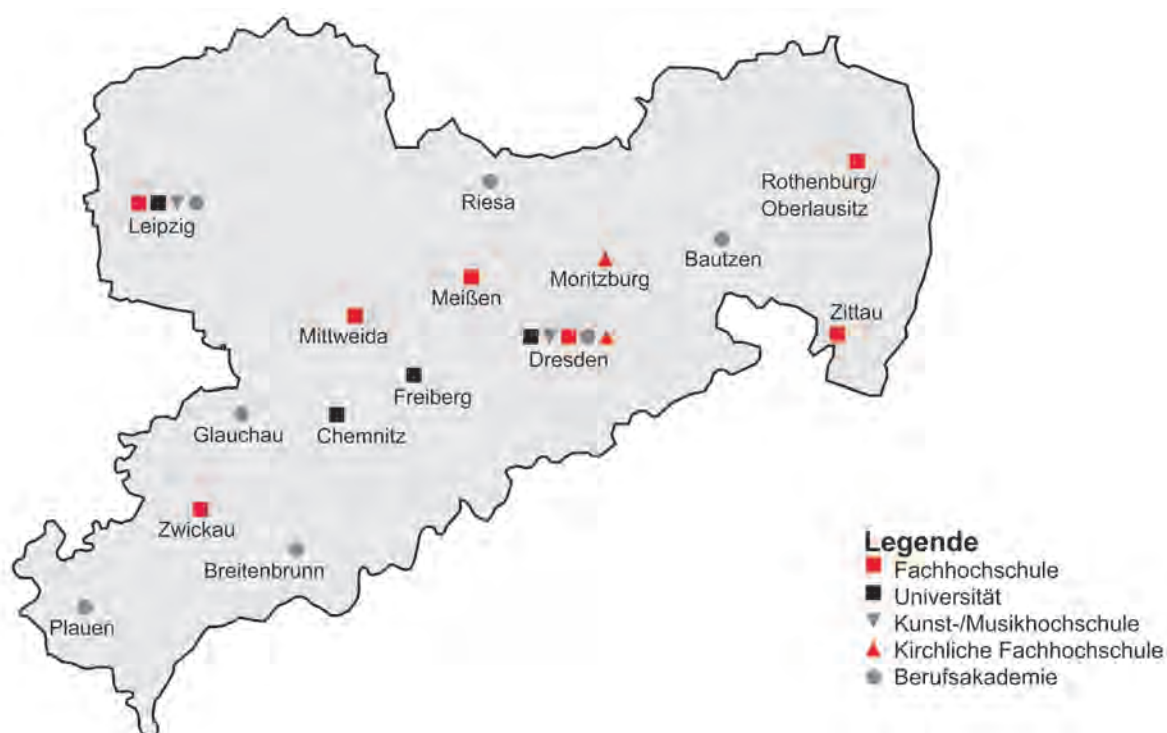 Rothenburg/
Oberlausitz
Riesa
Leipzig
Bautzen
Moritzburg
Meißen
Zittau
Mittweida
Dresden
Freiberg
Glauchau
Chemnitz
Zwickau
Breitenbrunn
Plauen
Legende
Fachhochschule
Universität
Kunst-/Musikhochschule
Kirchliche Fachhochschule
Berufsakademie